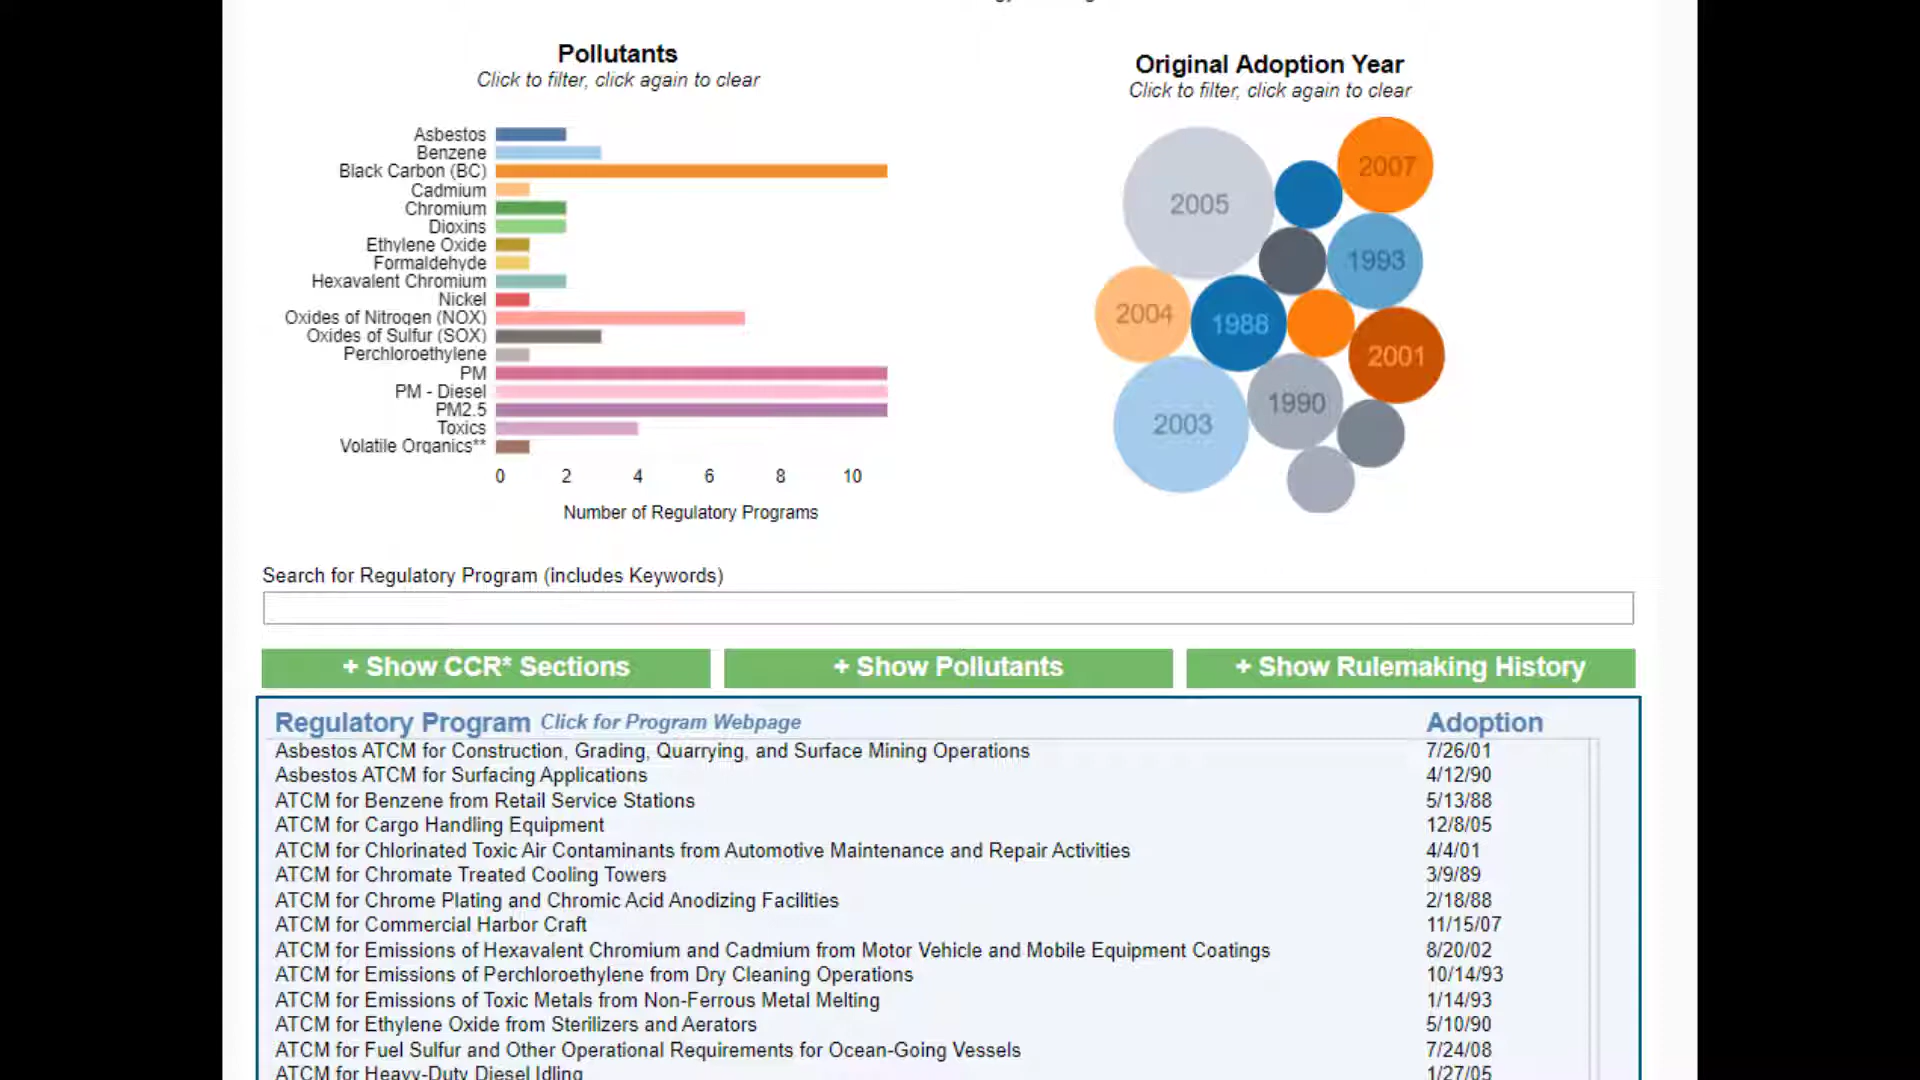 Pollutants
Click to filter, click again to clear
Asbestos
Benzene
Black Carbon (BC)
Cadmium
Chromium
Dioxins
Ethylene Oxide
Formaldehyde
Hexavalent Chromium
Nickel
Oxides of Nitrogen (NOX)
Oxides of Sulfur (SOX)
Perchloroethylene
PM
PM - Diesel
PM2.5
Toxics
Volatile Organics**
0 2 4 6 8 10
Number of Regulatory Programs
Original Adoption Year
Click to filter, click again to clear
2007
2005
1993
2004
1988
2001
1990
2003
Search for Regulatory Program (includes Keywords)
+ Show CCR* Sections
+ Show Pollutants
+ Show Rulemaking History
Regulatory Program Click for Program Webpage Adoption
Asbestos ATCM for Construction, Grading, Quarrying, and Surface Mining Operations 7/26/01
Asbestos ATCM for Surfacing Applications 4/12/90
ATCM for Benzene from Retail Service Stations 5/13/88
ATCM for Cargo Handling Equipment 12/8/05
ATCM for Chlorinated Toxic Air Contaminants from Automotive Maintenance and Repair Activities 4/4/01
ATCM for Chromate Treated Cooling Towers 3/9/89
ATCM for Chrome Plating and Chromic Acid Anodizing Facilities 2/18/88
ATCM for Commercial Harbor Craft 11/15/07
ATCM for Emissions of Hexavalent Chromium and Cadmium from Motor Vehicle and Mobile Equipment Coatings 8/20/02
ATCM for Emissions of Perchloroethylene from Dry Cleaning Operations 10/14/93
ATCM for Emissions of Toxic Metals from Non-Ferrous Metal Melting 1/14/93
ATCM for Ethylene Oxide from Sterilizers and Aerators 5/10/90
ATCM for Fuel Sulfur and Other Operational Requirements for Ocean-Going Vessels 7/24/08
ATCM for Heavy-Duty Diesel Idling 1/27/05